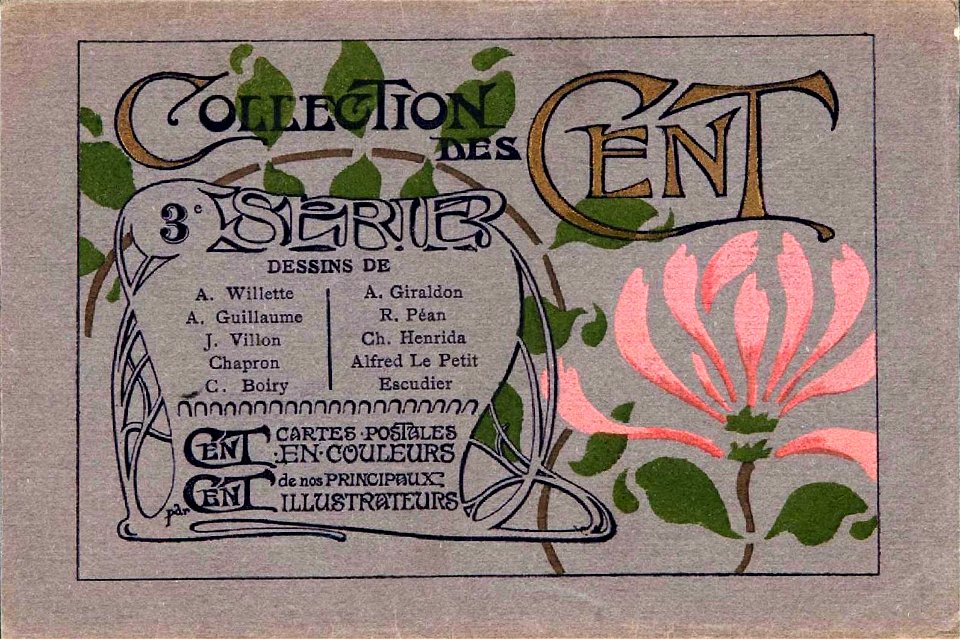 COLLECTION
DES CENT
3e SERIE
DESSINS DE
A. Willette
A. Guillaume
J. Villon
Chapron
C. Boiry
A. Giraldon
R. Péan
Ch. Henrida
Alfred Le Petit
Escudier
CENT CARTES·POSTALES
·EN·COULEURS
par CENT de nos PRINCIPAUX
ILLUSTRATEURS